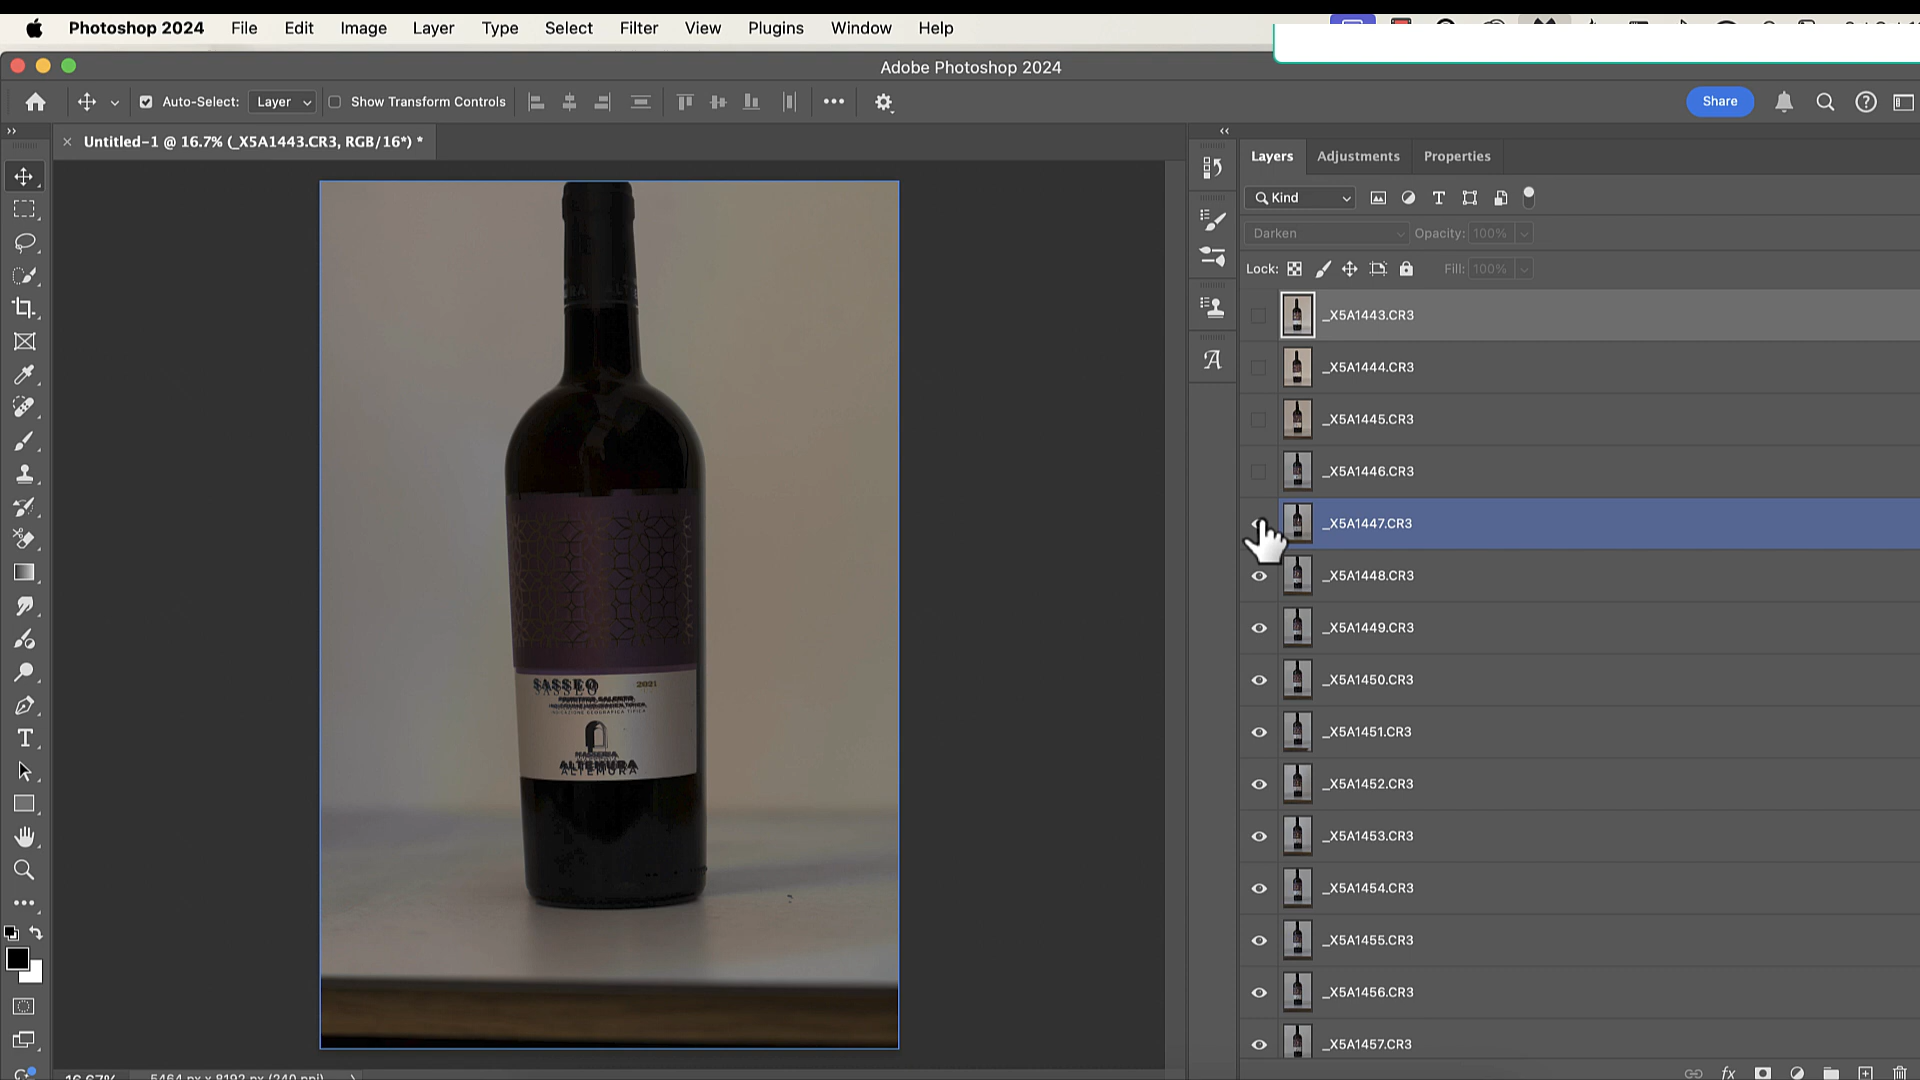 Photoshop 2024 File Edit Image Layer Type Select Filter View Plugins Window Help
Adobe Photoshop 2024
Auto-Select: Layer Show Transform Controls
Share
Untitled-1 @ 16.7% (_X5A1443.CR3, RGB/16*) *
Layers Adjustments Properties
Kind
Darken Opacity: 100%
Lock: Fill: 100%
_X5A1443.CR3
_X5A1444.CR3
_X5A1445.CR3
_X5A1446.CR3
_X5A1447.CR3
_X5A1448.CR3
_X5A1449.CR3
_X5A1450.CR3
_X5A1451.CR3
_X5A1452.CR3
_X5A1453.CR3
_X5A1454.CR3
_X5A1455.CR3
_X5A1456.CR3
_X5A1457.CR3
SASSEO 2021
INDICAZIONE GEOGRAFICA TIPICA
MASSERIA
ALTEMURA
16.67% 5464 px x 8192 px (240 ppi)
fx